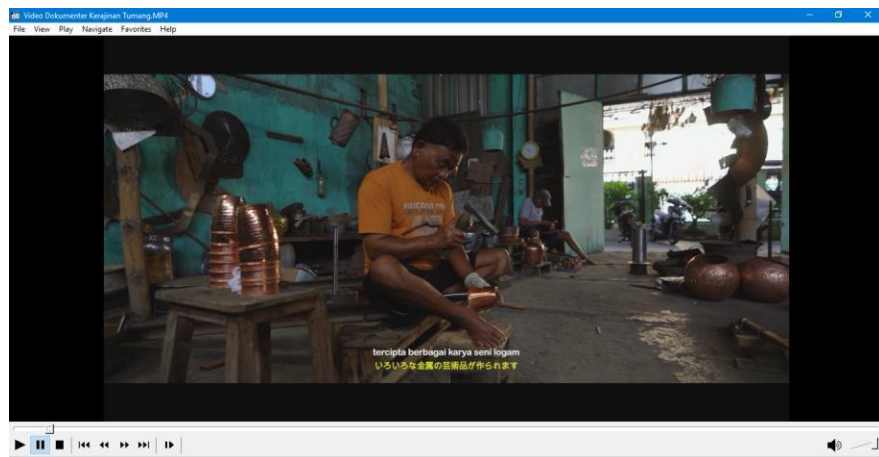 Video Dokumenter Kerajinan Tumang.MP4
File View Play Navigate Favorites Help
tercipta berbagai karya seni logam
いろいろな金属の芸術品が作られます